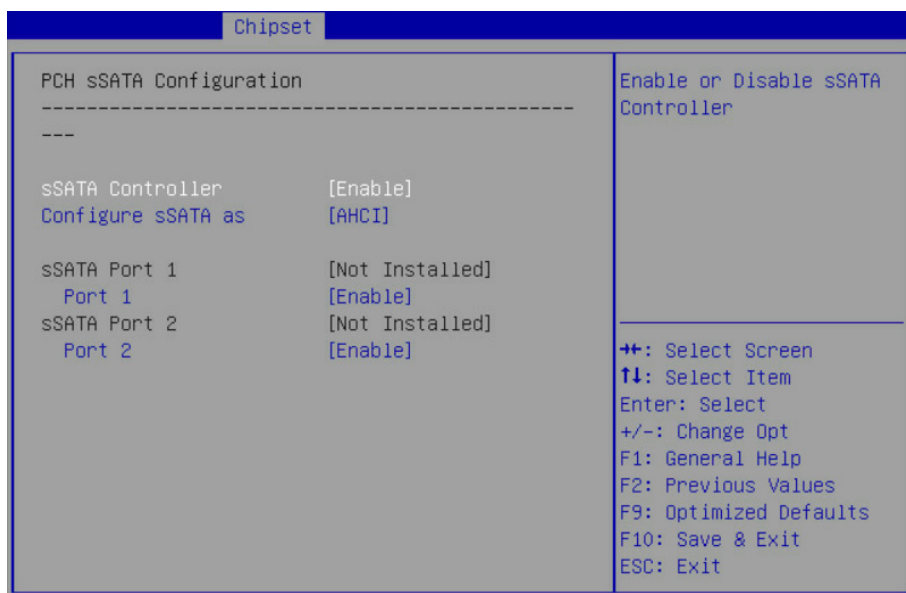 Chipset
PCH sSATA Configuration
-----------------------------------------------
---
sSATA Controller [Enable]
Configure sSATA as [AHCI]
sSATA Port 1 [Not Installed]
Port 1 [Enable]
sSATA Port 2 [Not Installed]
Port 2 [Enable]
Enable or Disable sSATA
Controller
→←: Select Screen
↑↓: Select Item
Enter: Select
+/-: Change Opt
F1: General Help
F2: Previous Values
F9: Optimized Defaults
F10: Save & Exit
ESC: Exit